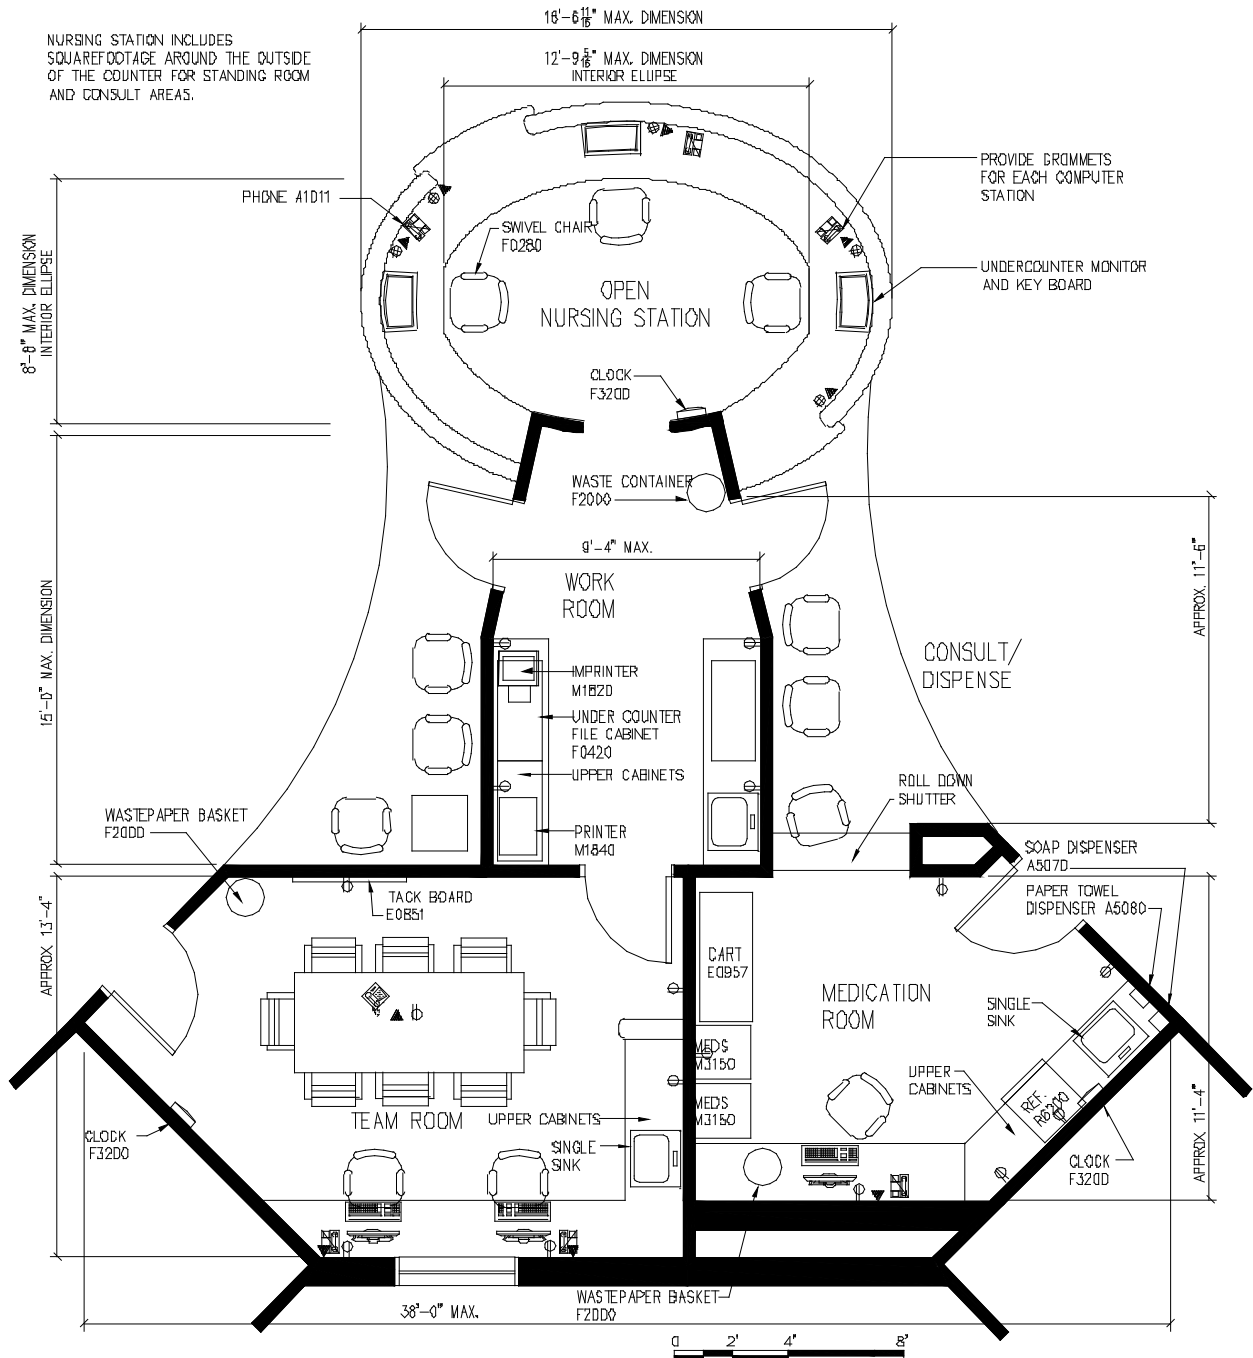 18'-6 11/16" MAX. DIMENSION
NURSING STATION INCLUDES
SQUAREFOOTAGE AROUND THE OUTSIDE
OF THE COUNTER FOR STANDING ROOM
AND CONSULT AREAS.
12'-9 5/16" MAX. DIMENSION
INTERIOR ELLIPSE
PROVIDE GROMMETS
FOR EACH COMPUTER
STATION
PHONE A1011
SWIVEL CHAIR
F0280
UNDERCOUNTER MONITOR
AND KEY BOARD
OPEN
NURSING STATION
8'-8" MAX. DIMENSION
INTERIOR ELLIPSE
CLOCK
F3200
WASTE CONTAINER
F2000
9'-4" MAX.
WORK
ROOM
APPROX. 11'-6"
15'-0" MAX. DIMENSION
CONSULT/
DISPENSE
IMPRINTER
M1820
UNDER COUNTER
FILE CABINET
F0420
UPPER CABINETS
ROLL DOWN
SHUTTER
WASTEPAPER BASKET
F2000
PRINTER
M1840
SOAP DISPENSER
A5070
TACK BOARD
E0851
PAPER TOWEL
DISPENSER A5080
APPROX 13'-4"
CART
E0957
MEDICATION
ROOM
SINGLE
SINK
MEDS
M3150
UPPER
CABINETS
REF.
R6200
MEDS
M3150
TEAM ROOM
UPPER CABINETS
APPROX 11'-4"
CLOCK
F3200
SINGLE
SINK
CLOCK
F3200
WASTEPAPER BASKET
F2000
38'-0" MAX.
0 2' 4" 8'